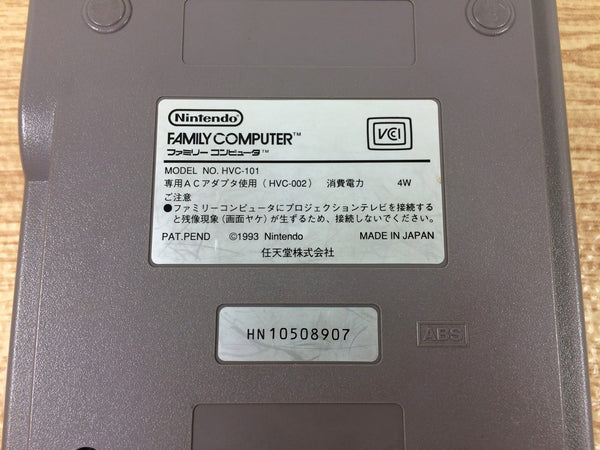 Nintendo
FAMILY COMPUTER™
ファミリー コンピュータ™
VCI
MODEL NO. HVC-101
専用ACアダプタ使用 (HVC-002) 消費電力 4W
ご注意
●ファミリーコンピュータにプロジェクションテレビを接続する
と残像現象(画面ヤケ)が生ずるため、接続しないでください。
PAT.PEND ©1993 Nintendo MADE IN JAPAN
任天堂株式会社
HN10508907
ABS